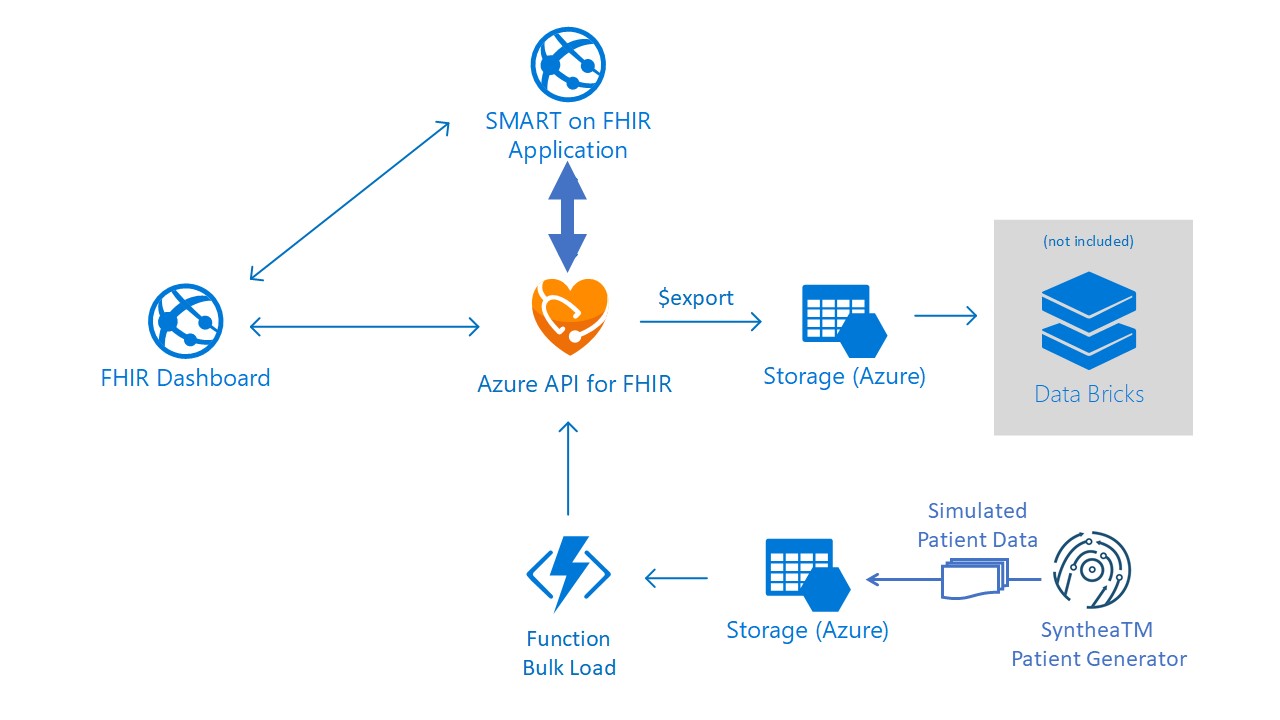 SMART on FHIR
Application
(not included)
$export
FHIR Dashboard
Azure API for FHIR
Storage (Azure)
Data Bricks
Simulated
Patient Data
Function
Bulk Load
Storage (Azure)
SyntheaTM
Patient Generator